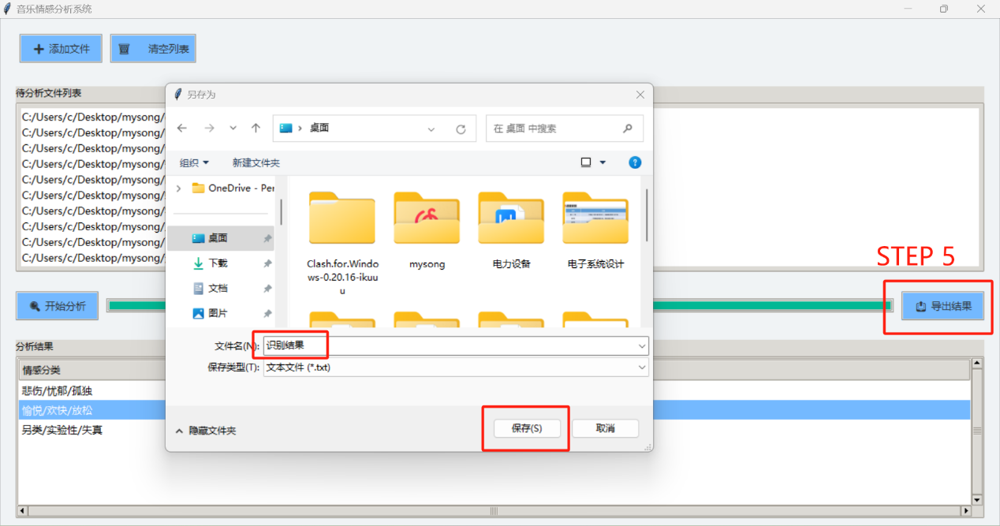 音乐情感分析系统
添加文件
清空列表
待分析文件列表
C:/Users/c/Desktop/mysong/
C:/Users/c/Desktop/mysong/
C:/Users/c/Desktop/mysong/
C:/Users/c/Desktop/mysong/
C:/Users/c/Desktop/mysong/
C:/Users/c/Desktop/mysong/
C:/Users/c/Desktop/mysong/
C:/Users/c/Desktop/mysong/
C:/Users/c/Desktop/mysong/
C:/Users/c/Desktop/mysong/
另存为
桌面
在 桌面 中搜索
组织
新建文件夹
OneDrive - Per
桌面
下载
文档
图片
Clash.for.Windo
ws-0.20.16-ikuu
u
mysong
电力设备
电子系统设计
文件名(N):
识别结果
保存类型(T):
文本文件 (*.txt)
隐藏文件夹
保存(S)
取消
STEP 5
开始分析
导出结果
分析结果
情感分类
悲伤/忧郁/孤独
愉悦/欢快/放松
另类/实验性/失真